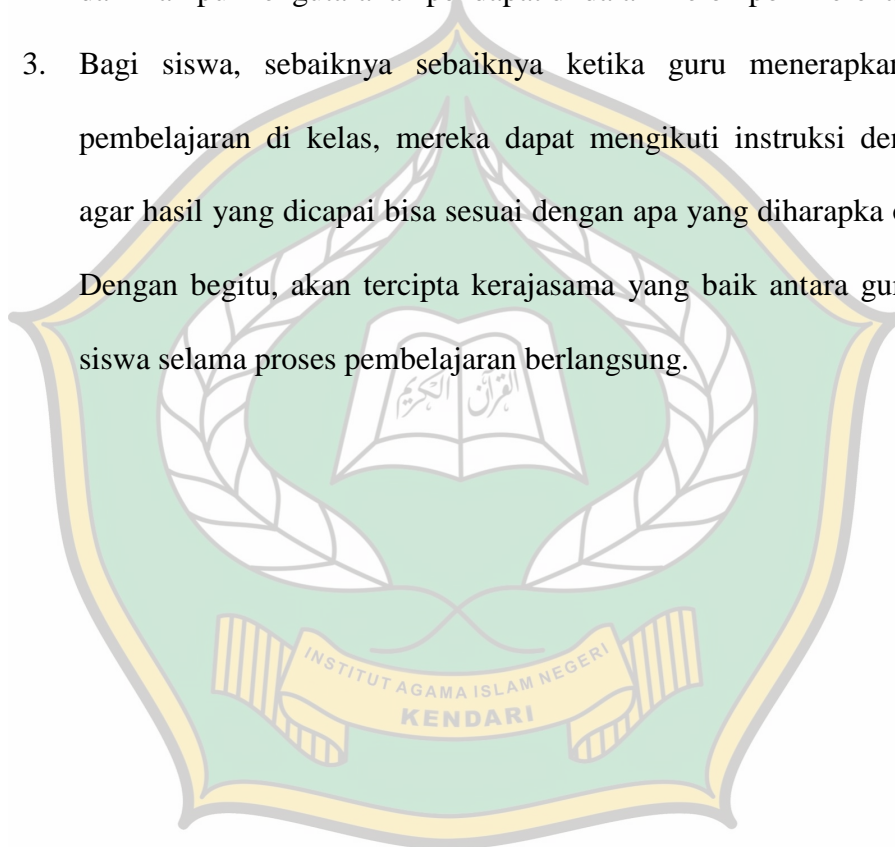 3. Bagi siswa, sebaiknya sebaiknya ketika guru menerapkan
pembelajaran di kelas, mereka dapat mengikuti instruksi
agar hasil yang dicapai bisa sesuai dengan apa yang diharapka
Dengan begitu, akan tercipta kerajasama yang baik antara
siswa selama proses pembelajaran berlangsung.
القرآن الكريم
INSTITUT AGAMA ISLAM NEGERI
KENDARI